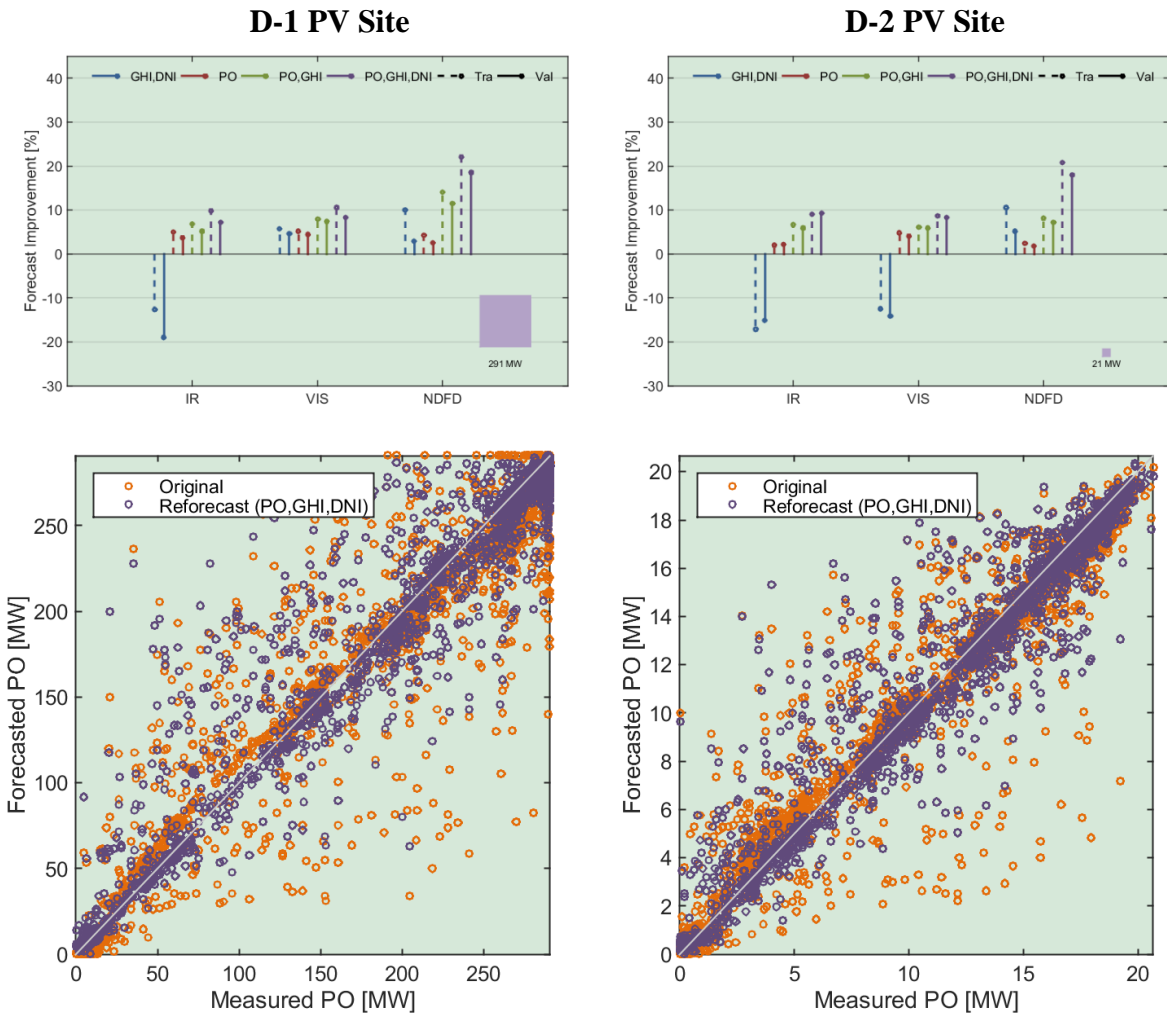 D-1 PV Site
D-2 PV Site
GHI,DNI PO PO,GHI PO,GHI,DNI Tra Val
40
30
20
10
0
-10
-20
-30
Forecast Improvement [%]
291 MW
IR VIS NDFD
GHI,DNI PO PO,GHI PO,GHI,DNI Tra Val
40
30
20
10
0
-10
-20
-30
Forecast Improvement [%]
21 MW
IR VIS NDFD
Original
Reforecast (PO,GHI,DNI)
250
200
150
100
50
0
Forecasted PO [MW]
0 50 100 150 200 250
Measured PO [MW]
Original
Reforecast (PO,GHI,DNI)
20
18
16
14
12
10
8
6
4
2
0
Forecasted PO [MW]
0 5 10 15 20
Measured PO [MW]